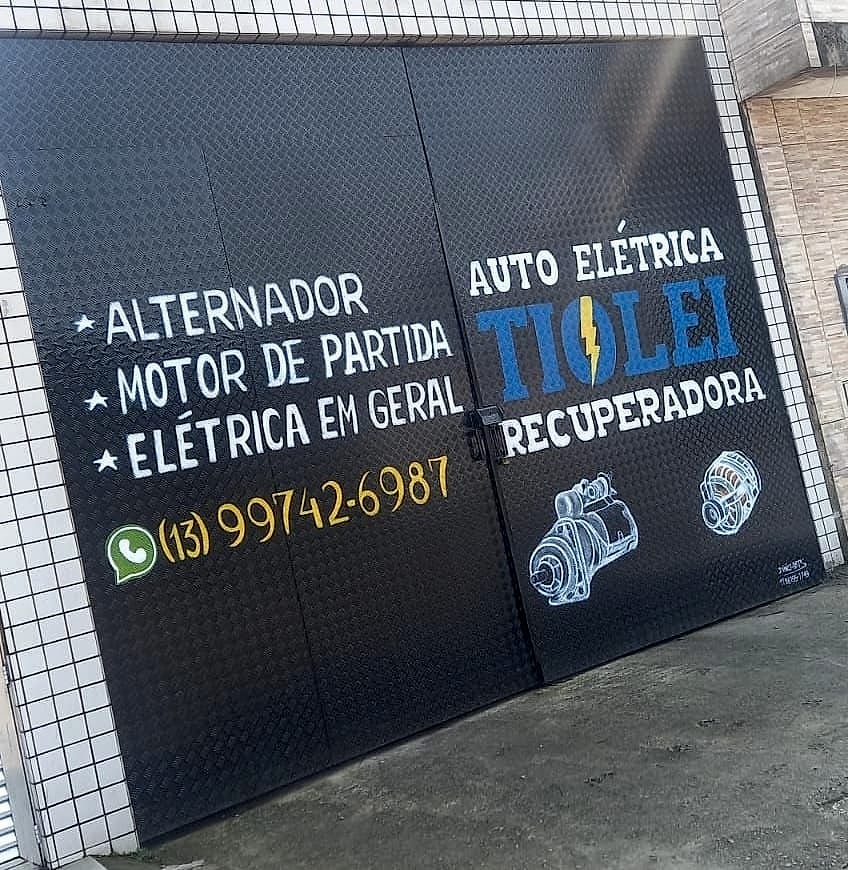 ★ ALTERNADOR
★ MOTOR DE PARTIDA
★ ELÉTRICA EM GERAL
(13) 99742-6987
AUTO ELÉTRICA
TIOLEI
RECUPERADORA